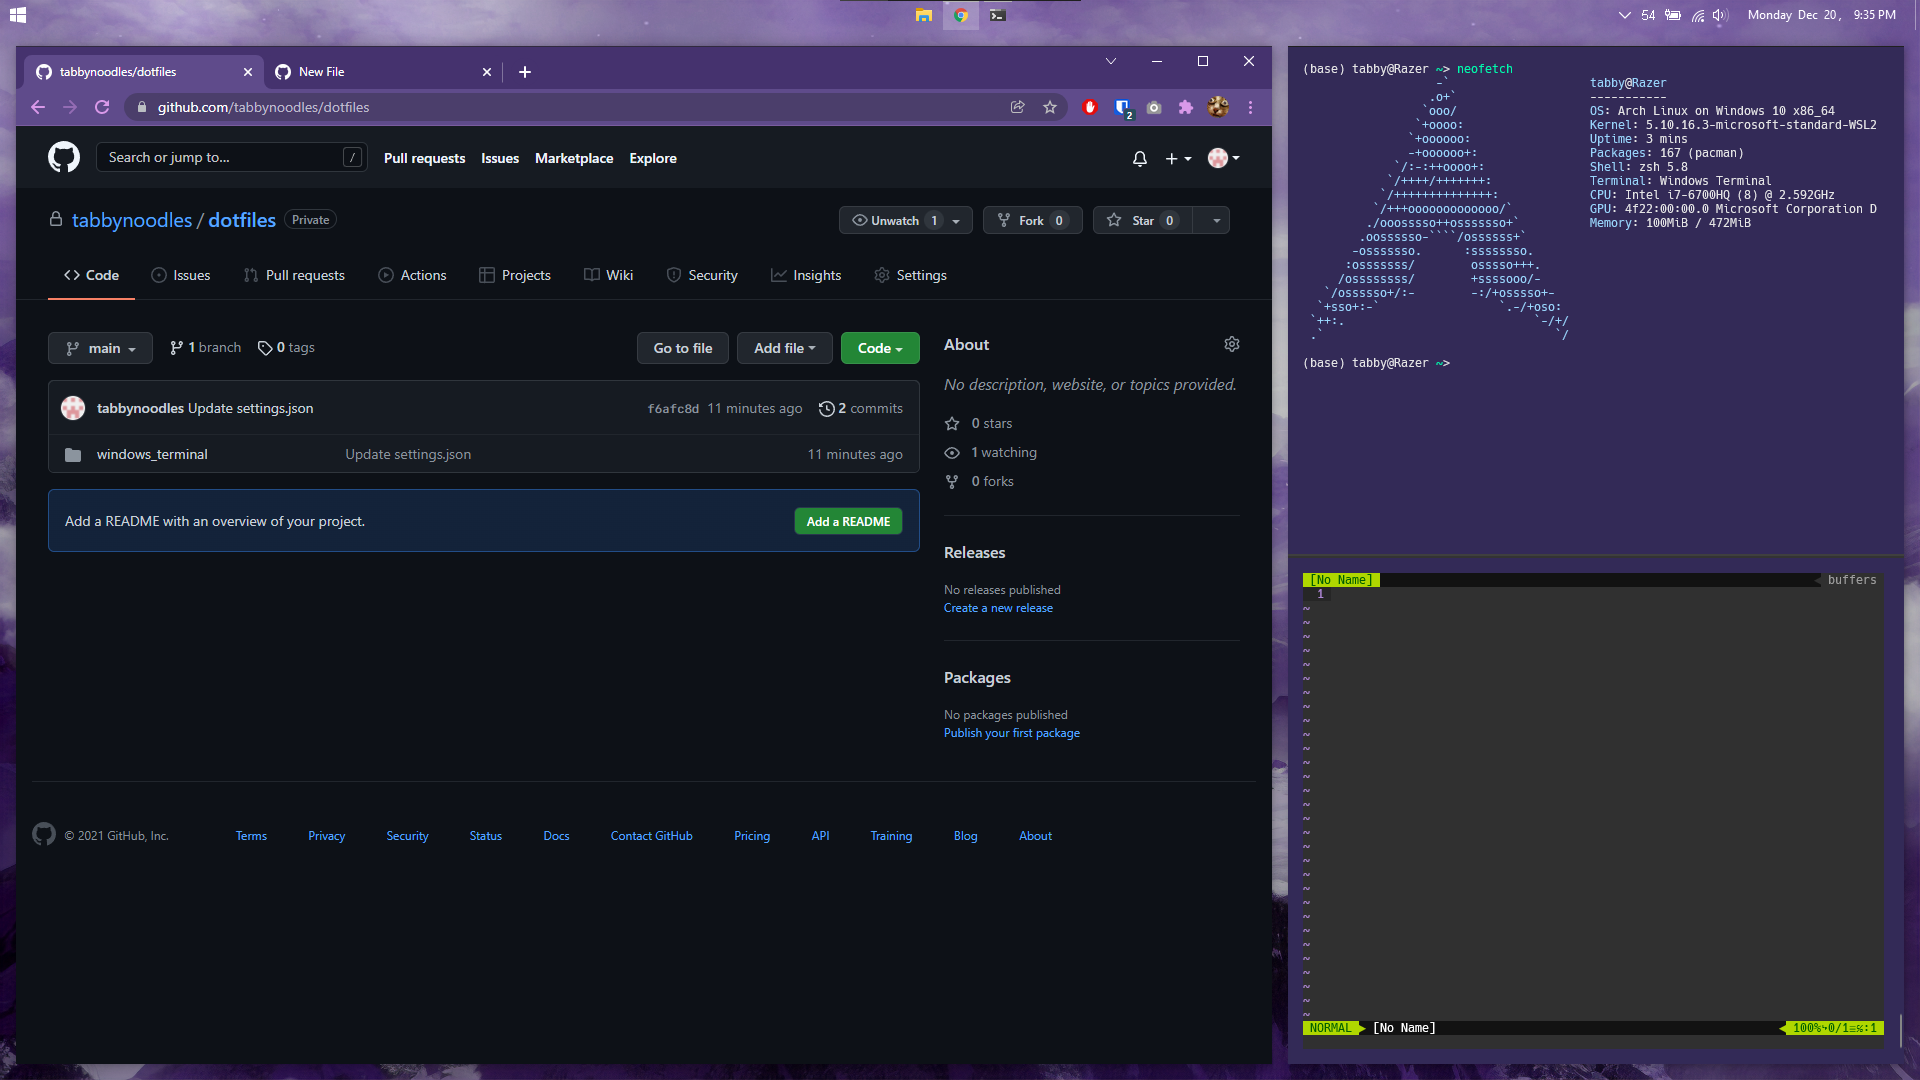 54 Monday Dec 20, 9:35 PM
tabbynoodles/dotfiles
New File
github.com/tabbynoodles/dotfiles
2
Search or jump to... /
Pull requests Issues Marketplace Explore
tabbynoodles / dotfiles Private
Unwatch 1 Fork 0 Star 0
Code Issues Pull requests Actions Projects Wiki Security Insights Settings
main 1 branch 0 tags Go to file Add file Code
tabbynoodles Update settings.json f6afc8d 11 minutes ago 2 commits
windows_terminal Update settings.json 11 minutes ago
Add a README with an overview of your project. Add a README
About
No description, website, or topics provided.
0 stars
1 watching
0 forks
Releases
No releases published
Create a new release
Packages
No packages published
Publish your first package
© 2021 GitHub, Inc. Terms Privacy Security Status Docs Contact GitHub Pricing API Training Blog About
(base) tabby@Razer ~> neofetch
tabby@Razer
-----------
OS: Arch Linux on Windows 10 x86_64
Kernel: 5.10.16.3-microsoft-standard-WSL2
Uptime: 3 mins
Packages: 167 (pacman)
Shell: zsh 5.8
Terminal: Windows Terminal
CPU: Intel i7-6700HQ (8) @ 2.592GHz
GPU: 4f22:00:00.0 Microsoft Corporation D
Memory: 100MiB / 472MiB
(base) tabby@Razer ~>
[No Name] buffers
1
NORMAL [No Name] 100% 0/1 :1